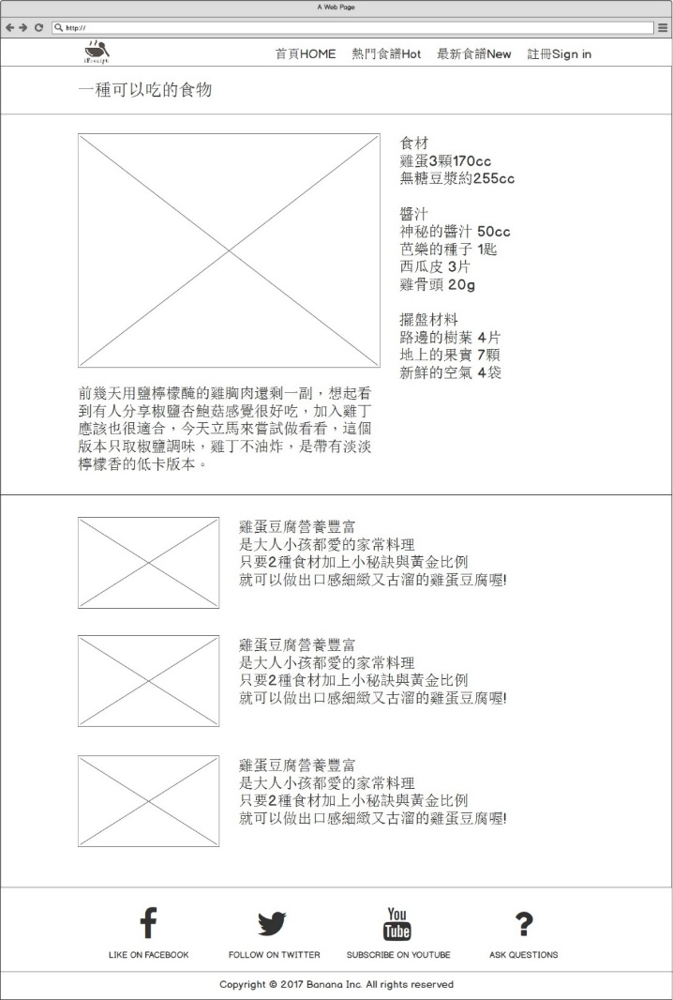 A Web Page
http://
首頁HOME 熱門食譜Hot 最新食譜New 註冊Sign in
一種可以吃的食物
食材
雞蛋3顆170cc
無糖豆漿約255cc
醬汁
神秘的醬汁 50cc
芭樂的種子 1匙
西瓜皮 3片
雞骨頭 20g
擺盤材料
路邊的樹葉 4片
地上的果實 7顆
新鮮的空氣 4袋
前幾天用鹽檸檬醃的雞胸肉還剩一副，想起看
到有人分享椒鹽杏鮑菇感覺很好吃，加入雞丁
應該也很適合，今天立馬來嘗試做看看，這個
版本只取椒鹽調味，雞丁不油炸，是帶有淡淡
檸檬香的低卡版本。
雞蛋豆腐營養豐富
是大人小孩都愛的家常料理
只要2種食材加上小秘訣與黃金比例
就可以做出口感細緻又古溜的雞蛋豆腐喔!
雞蛋豆腐營養豐富
是大人小孩都愛的家常料理
只要2種食材加上小秘訣與黃金比例
就可以做出口感細緻又古溜的雞蛋豆腐喔!
雞蛋豆腐營養豐富
是大人小孩都愛的家常料理
只要2種食材加上小秘訣與黃金比例
就可以做出口感細緻又古溜的雞蛋豆腐喔!
You
Tube
?
LIKE ON FACEBOOK FOLLOW ON TWITTER SUBSCRIBE ON YOUTUBE ASK QUESTIONS
Copyright © 2017 Banana Inc. All rights reserved